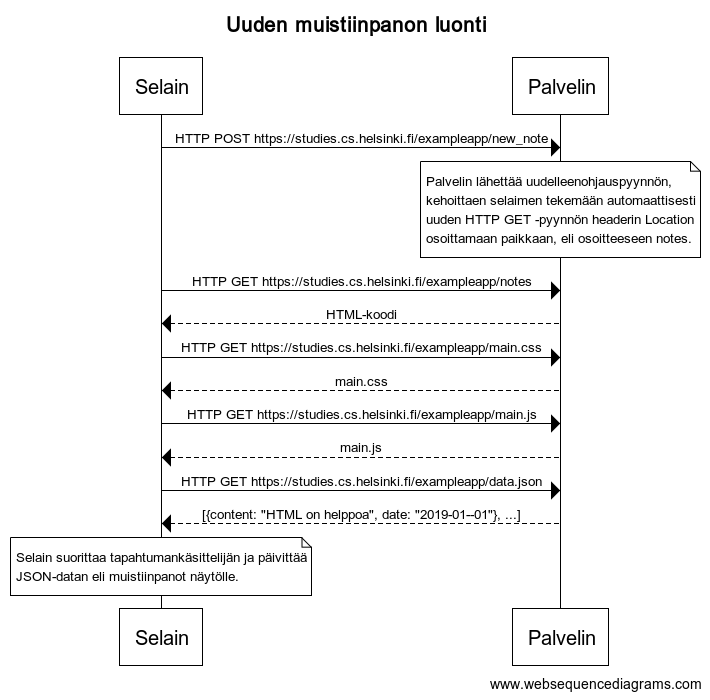 Uuden muistiinpanon luonti
Selain
Palvelin
HTTP POST https://studies.cs.helsinki.fi/exampleapp/new_note
Palvelin lähettää uudelleenohjauspyynnön,
kehoittaen selaimen tekemään automaattisesti
uuden HTTP GET -pyynnön headerin Location
osoittamaan paikkaan, eli osoitteeseen notes.
HTTP GET https://studies.cs.helsinki.fi/exampleapp/notes
HTML-koodi
HTTP GET https://studies.cs.helsinki.fi/exampleapp/main.css
main.css
HTTP GET https://studies.cs.helsinki.fi/exampleapp/main.js
main.js
HTTP GET https://studies.cs.helsinki.fi/exampleapp/data.json
[{content: "HTML on helppoa", date: "2019-01--01"}, ...]
Selain suorittaa tapahtumankäsittelijän ja päivittää
JSON-datan eli muistiinpanot näytölle.
Selain
Palvelin
www.websequencediagrams.com